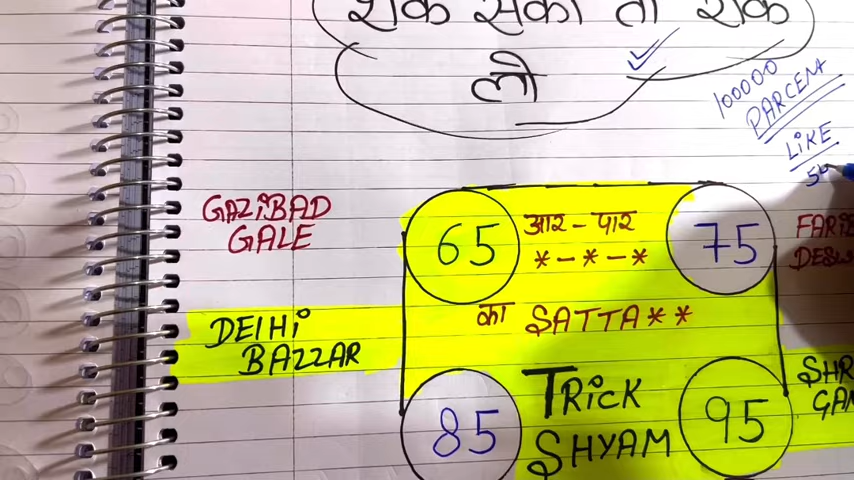 रोक सको तो रोक
लो
100000
PARCENT
LIKE
GAZIBAD
GALE
65
आर-पार
*-*-*
75
का SATTA**
DElHi
BAZZAR
85
TRiCK
SHYAM
95